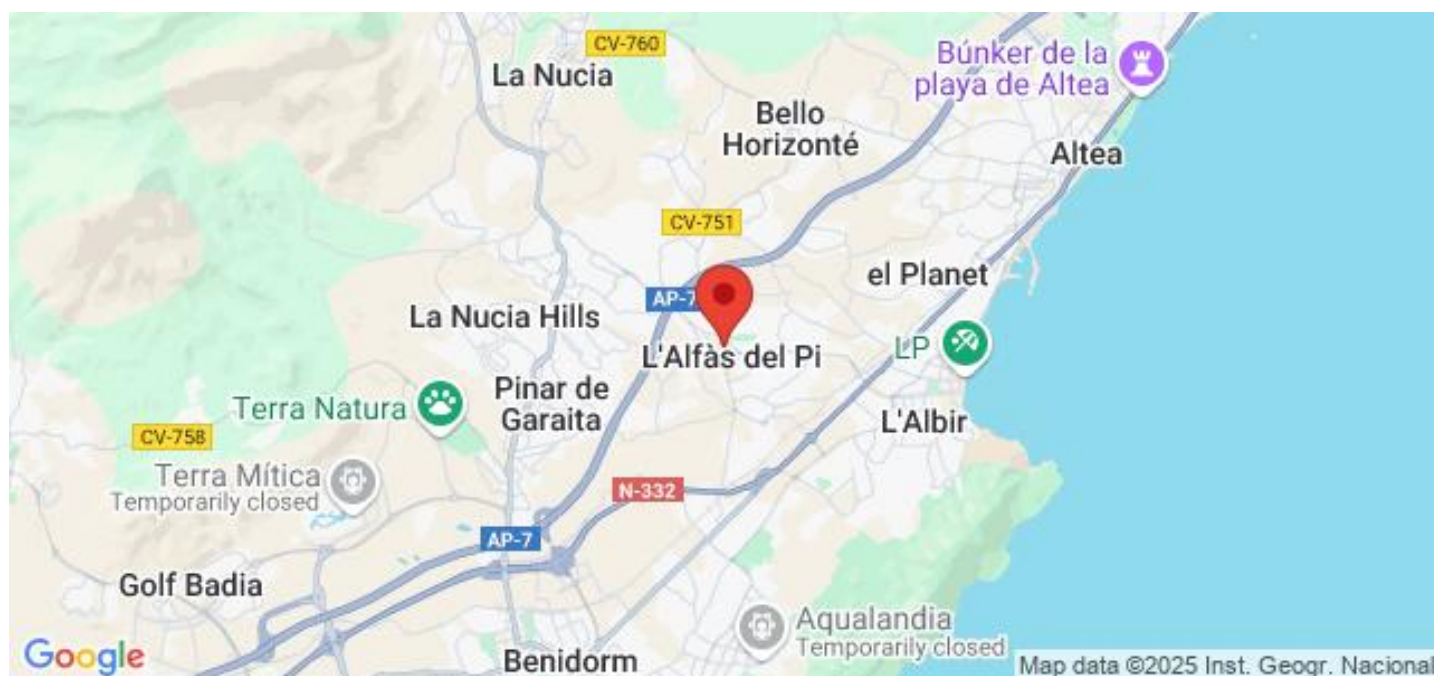 CV-760
La Nucia
Búnker de la
playa de Altea
Bello
Horizonté
Altea
CV-751
el Planet
AP-7
La Nucia Hills
L'Alfàs del Pi
LP
Pinar de
Garaita
Terra Natura
L'Albir
CV-758
Terra Mítica
Temporarily closed
N-332
AP-7
Golf Badia
Aqualandia
Temporarily closed
Benidorm
Google
Map data ©2025 Inst. Geogr. Nacional